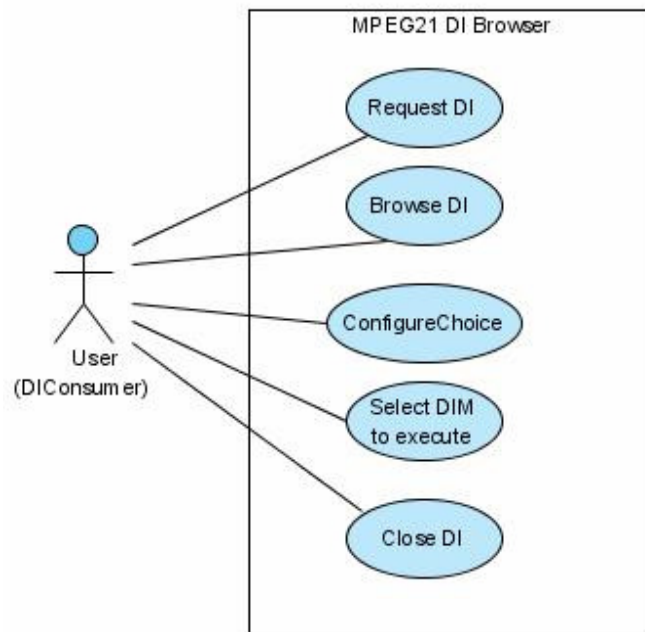 MPEG21 DI Browser
Request DI
Browse DI
ConfigureChoice
User
(DIConsumer)
Select DIM
to execute
Close DI